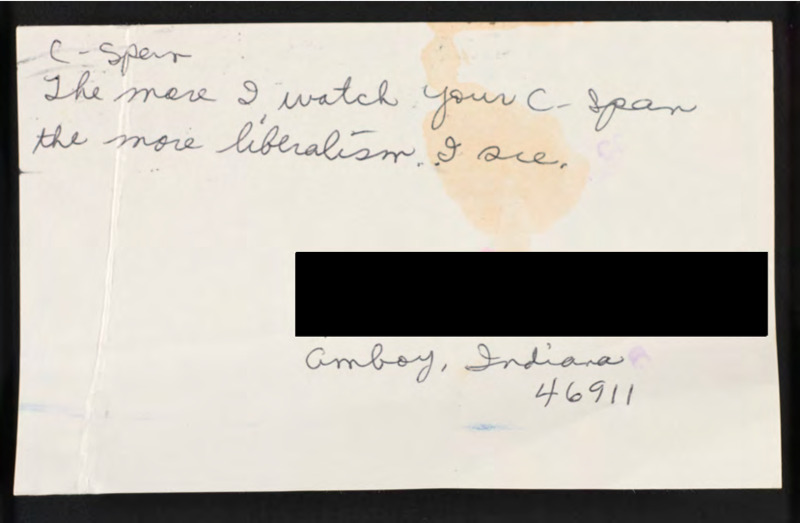 C-Span
The more I watch your C-Span
the more liberalism. I see.
Amboy, Indiana
46911